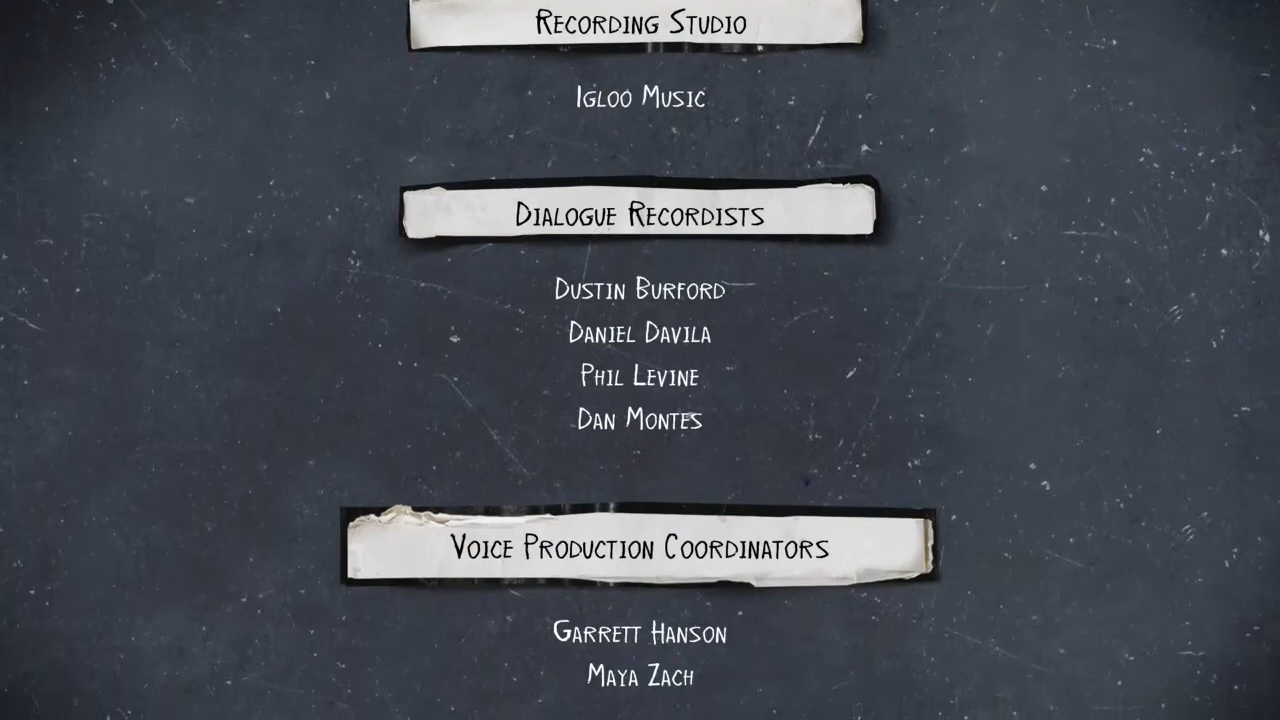 Recording Studio
Igloo Music
Dialogue Recordists
Dustin Burford
Daniel Davila
Phil Levine
Dan Montes
Voice Production Coordinators
Garrett Hanson
Maya Zach